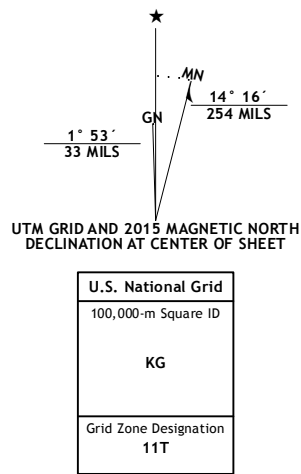 ★
MN
GN
14° 16´
254 MILS
1° 53´
33 MILS
UTM GRID AND 2015 MAGNETIC NORTH
DECLINATION AT CENTER OF SHEET
U.S. National Grid
100,000-m Square ID
KG
Grid Zone Designation
11T